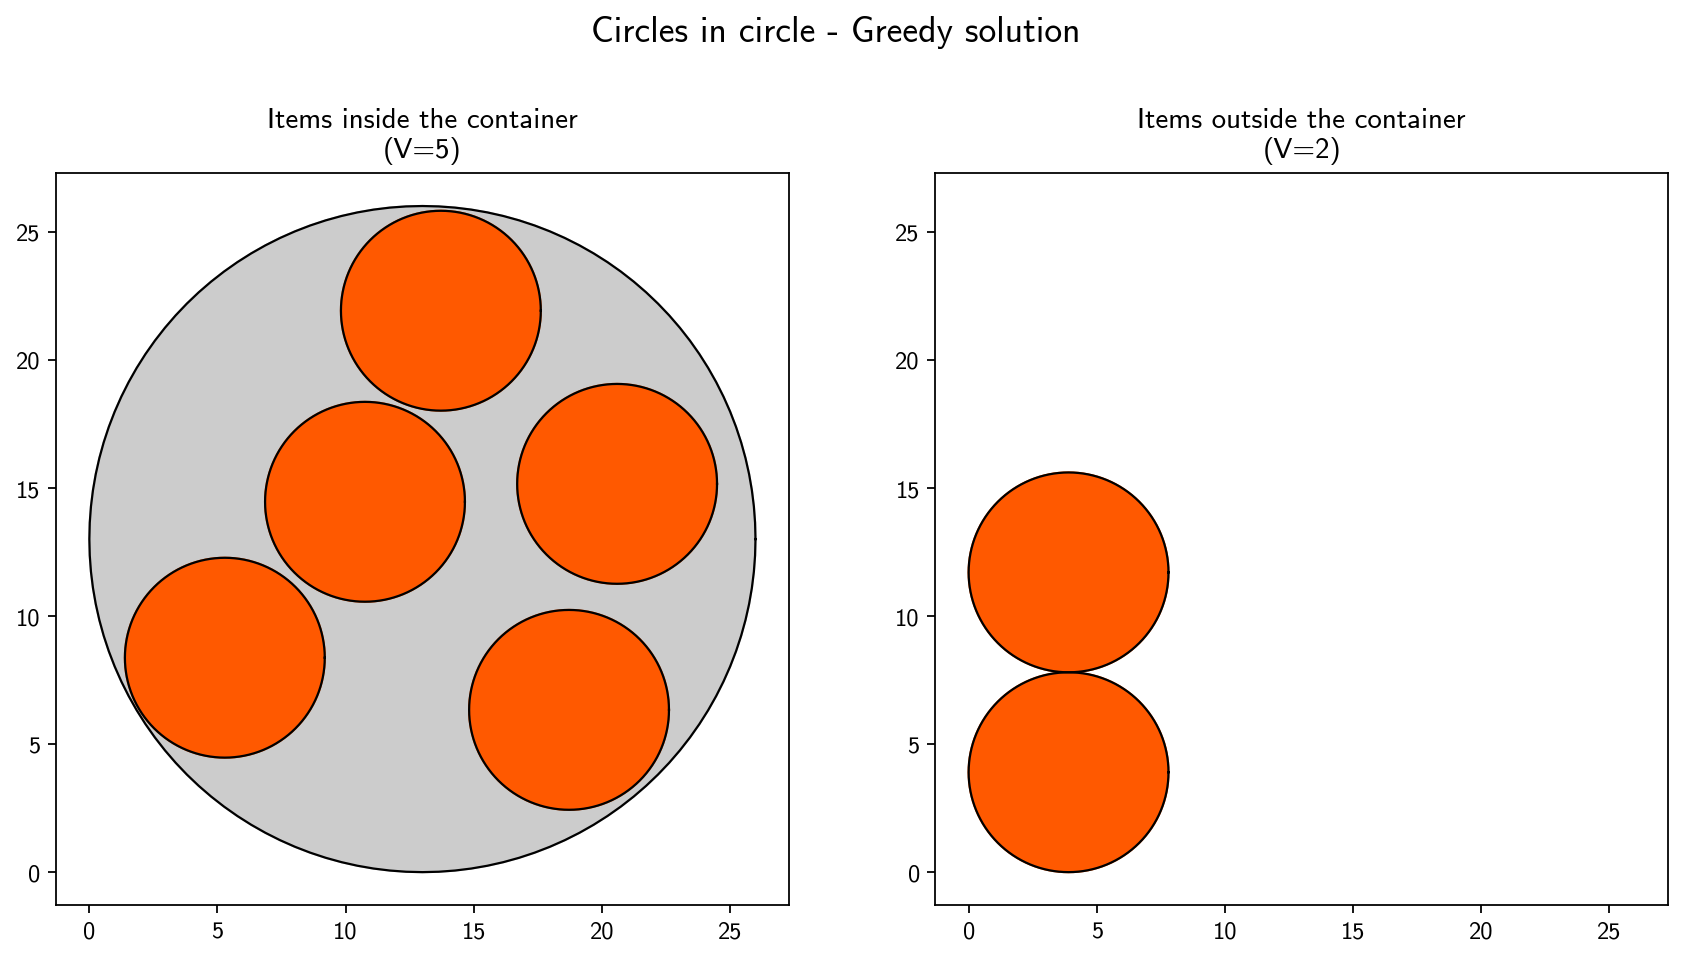 Circles in circle - Greedy solution
Items inside the container
(V=5)
25
20
15
10
5
0
0 5 10 15 20 25
Items outside the container
(V=2)
25
20
15
10
5
0
0 5 10 15 20 25